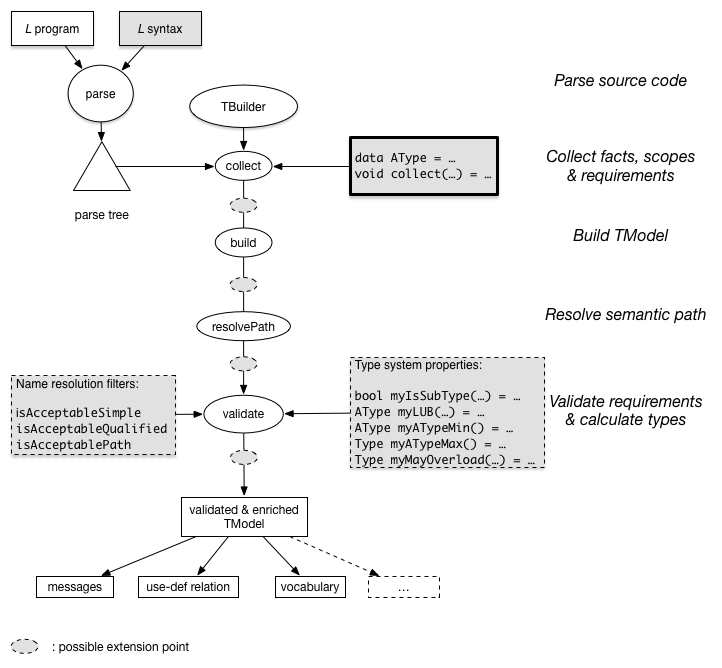 L program
L syntax
parse
TBuilder
Parse source code
collect
data AType = …
void collect(…) = …
Collect facts, scopes
& requirements
parse tree
build
Build TModel
resolvePath
Resolve semantic path
Name resolution filters:
isAcceptableSimple
isAcceptableQualified
isAcceptablePath
validate
Type system properties:
bool myIsSubType(…) = …
AType myLUB(…) = …
AType myATypeMin() = …
Type myATypeMax() = …
Type myMayOverload(…) = …
Validate requirements
& calculate types
validated & enriched
TModel
messages
use-def relation
vocabulary
…
: possible extension point